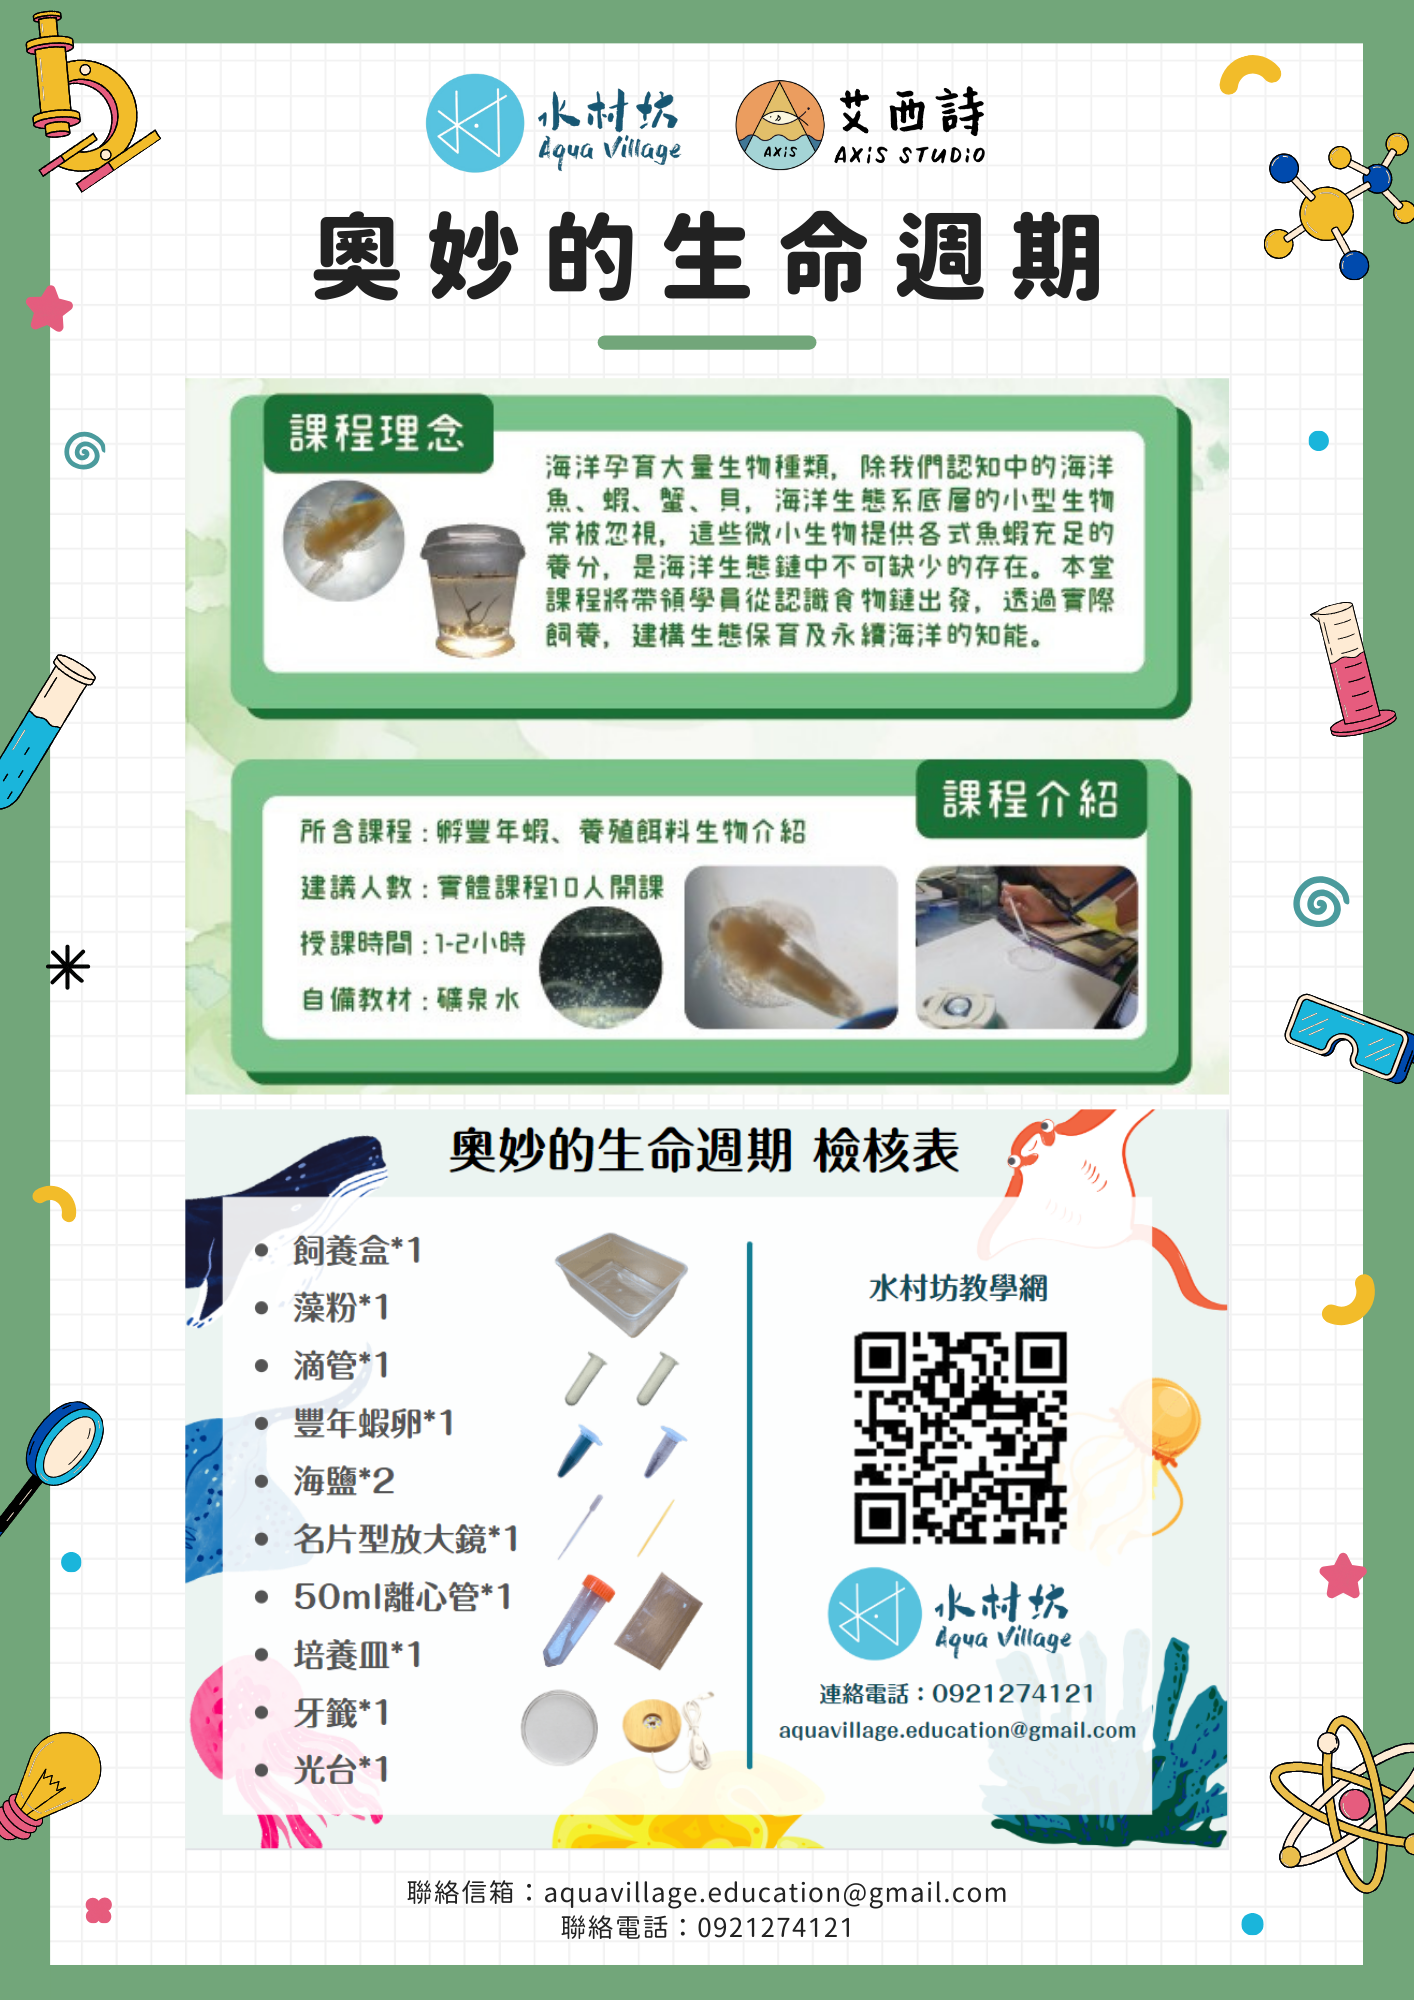 水村坊
Aqua Village
艾西詩
AXiS STUDiO
AXiS
奧妙的生命週期
課程理念
海洋孕育大量生物種類，除我們認知中的海洋
魚、蝦、蟹、貝，海洋生態系底層的小型生物
常被忽視，這些微小生物提供各式魚蝦充足的
養分，是海洋生態鏈中不可缺少的存在。本堂
課程將帶領學員從認識食物鏈出發，透過實際
飼養，建構生態保育及永續海洋的知能。
課程介紹
所含課程：孵豐年蝦、養殖餌料生物介紹
建議人數：實體課程10人開課
授課時間：1-2小時
自備教材：礦泉水
奧妙的生命週期 檢核表
飼養盒*1
藻粉*1
滴管*1
豐年蝦卵*1
海鹽*2
名片型放大鏡*1
50ml離心管*1
培養皿*1
牙籤*1
光台*1
水村坊教學網
水村坊
Aqua Village
連絡電話：0921274121
aquavillage.education@gmail.com
聯絡信箱：aquavillage.education@gmail.com
聯絡電話：0921274121